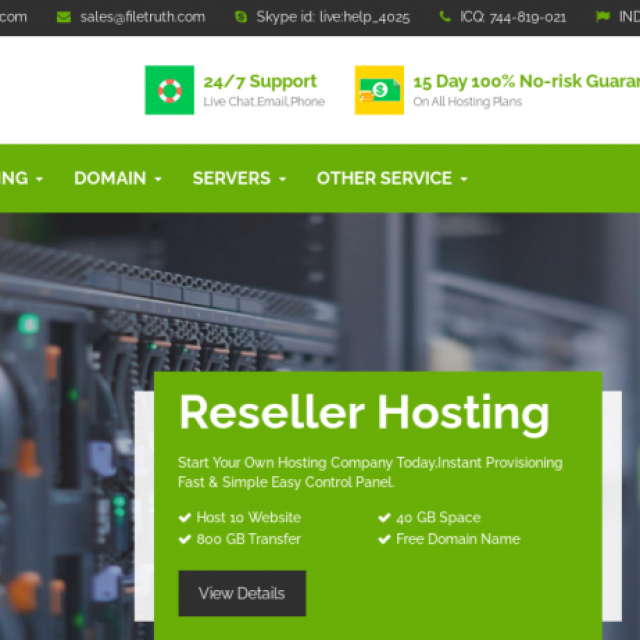 .com sales@filetruth.com Skype id: live:help_4025 ICQ: 744-819-021 IND
24/7 Support
Live Chat,Email,Phone
15 Day 100% No-risk Guaran
On All Hosting Plans
NG DOMAIN SERVERS OTHER SERVICE
Reseller Hosting
Start Your Own Hosting Company Today,Instant Provisioning
Fast & Simple Easy Control Panel.
Host 10 Website
40 GB Space
800 GB Transfer
Free Domain Name
View Details